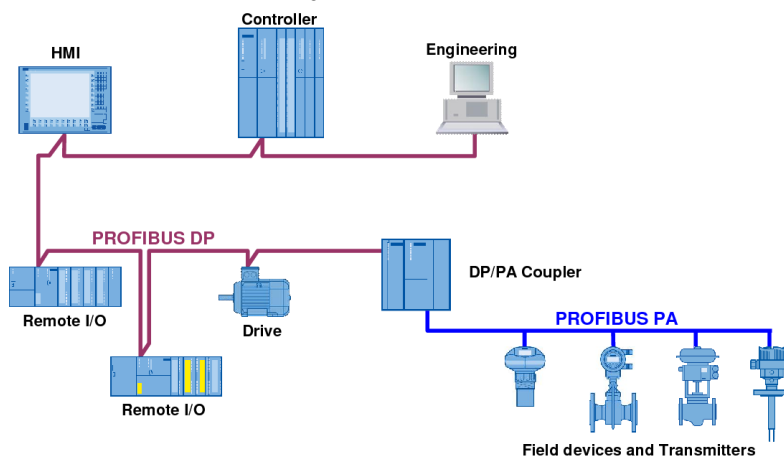 Controller
HMI
Engineering
PROFIBUS DP
DP/PA Coupler
Remote I/O
Drive
PROFIBUS PA
Remote I/O
Field devices and Transmitters